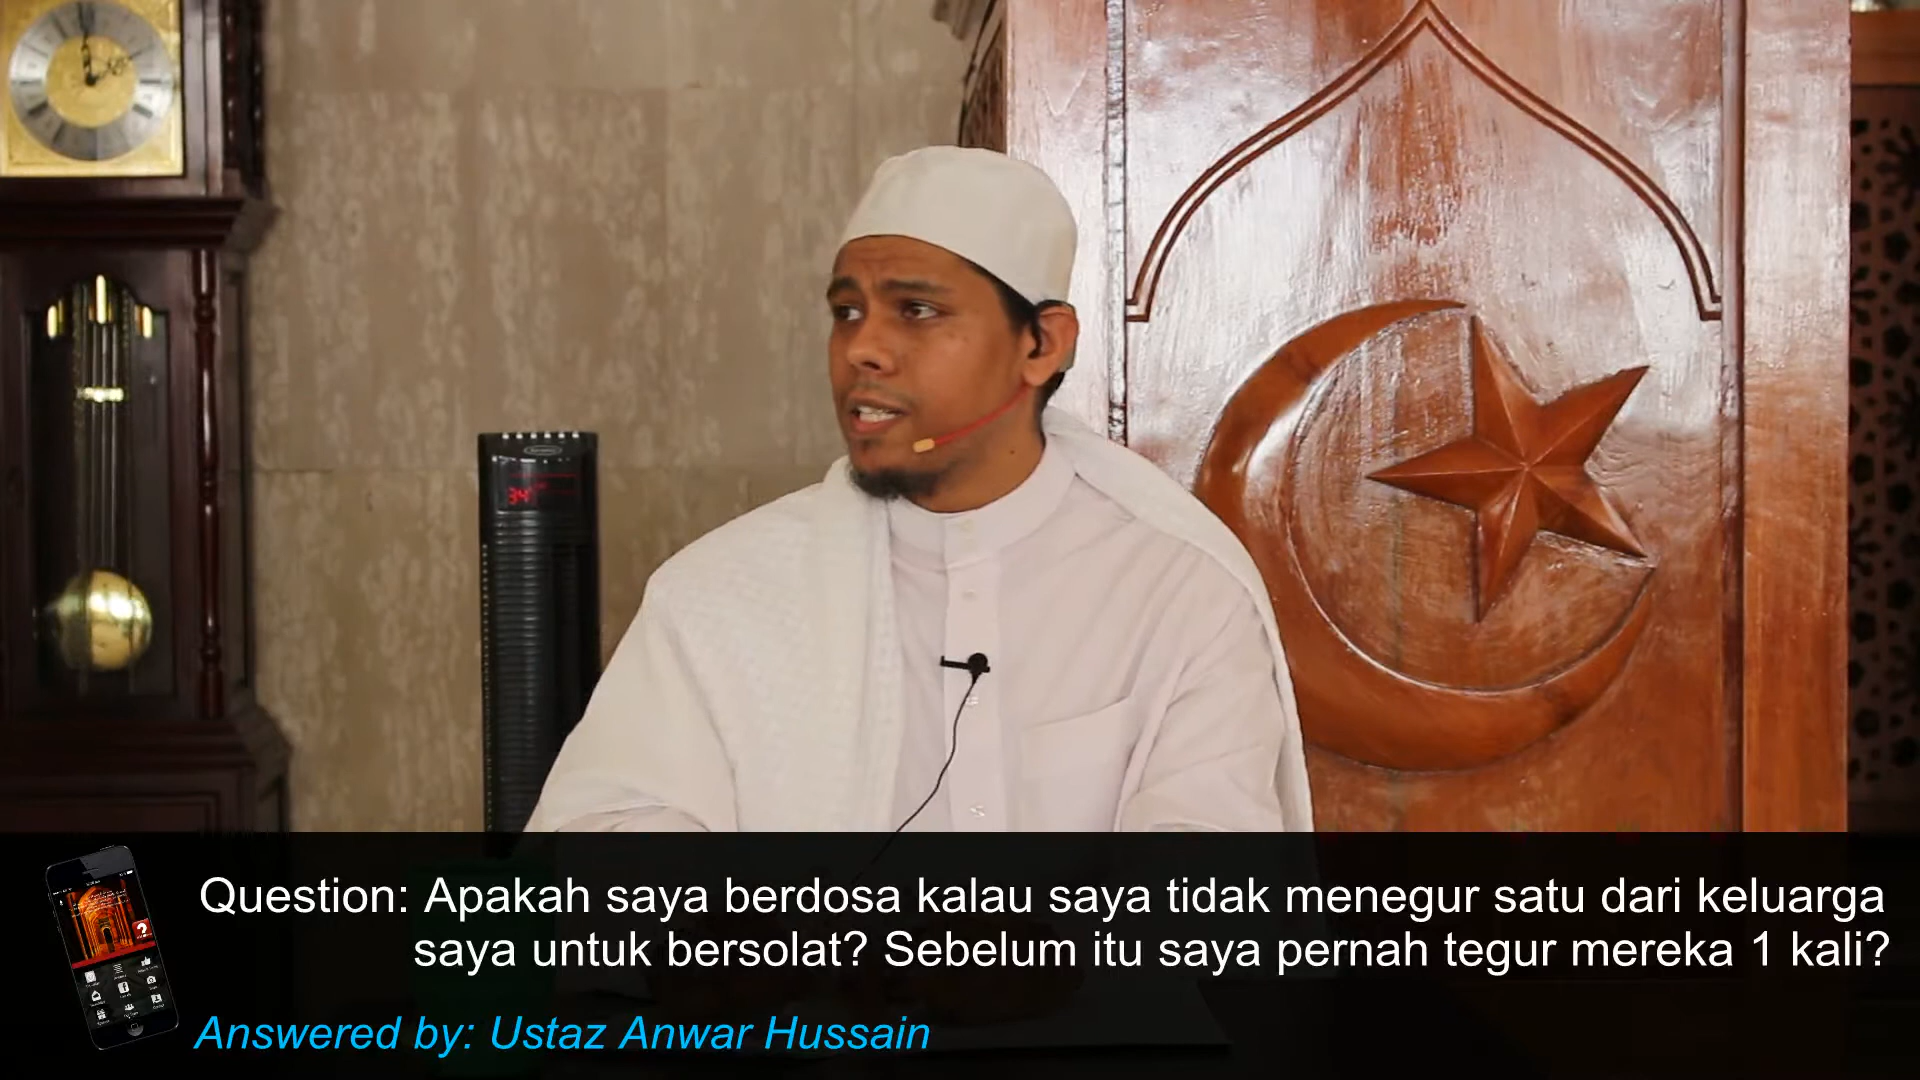 34
Question: Apakah saya berdosa kalau saya tidak menegur satu dari keluarga
saya untuk bersolat? Sebelum itu saya pernah tegur mereka 1 kali?
Answered by: Ustaz Anwar Hussain